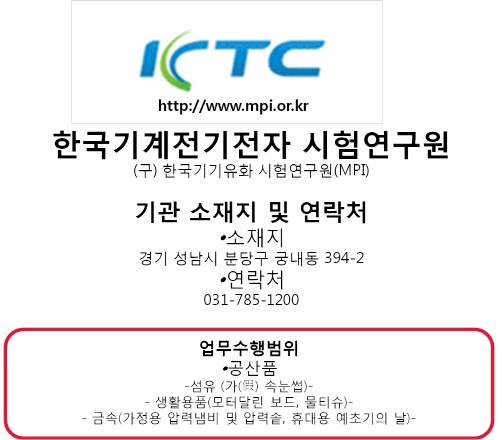 KTC
http://www.mpi.or.kr
한국기계전기전자 시험연구원
(구) 한국기기유화 시험연구원(MPI)
기관 소재지 및 연락처
•소재지
경기 성남시 분당구 궁내동 394-2
•연락처
031-785-1200
업무수행범위
•공산품
-섬유 (가(假) 속눈썹)-
- 생활용품(모터달린 보드, 물티슈)-
- 금속(가정용 압력냄비 및 압력솥, 휴대용 예초기의 날)-